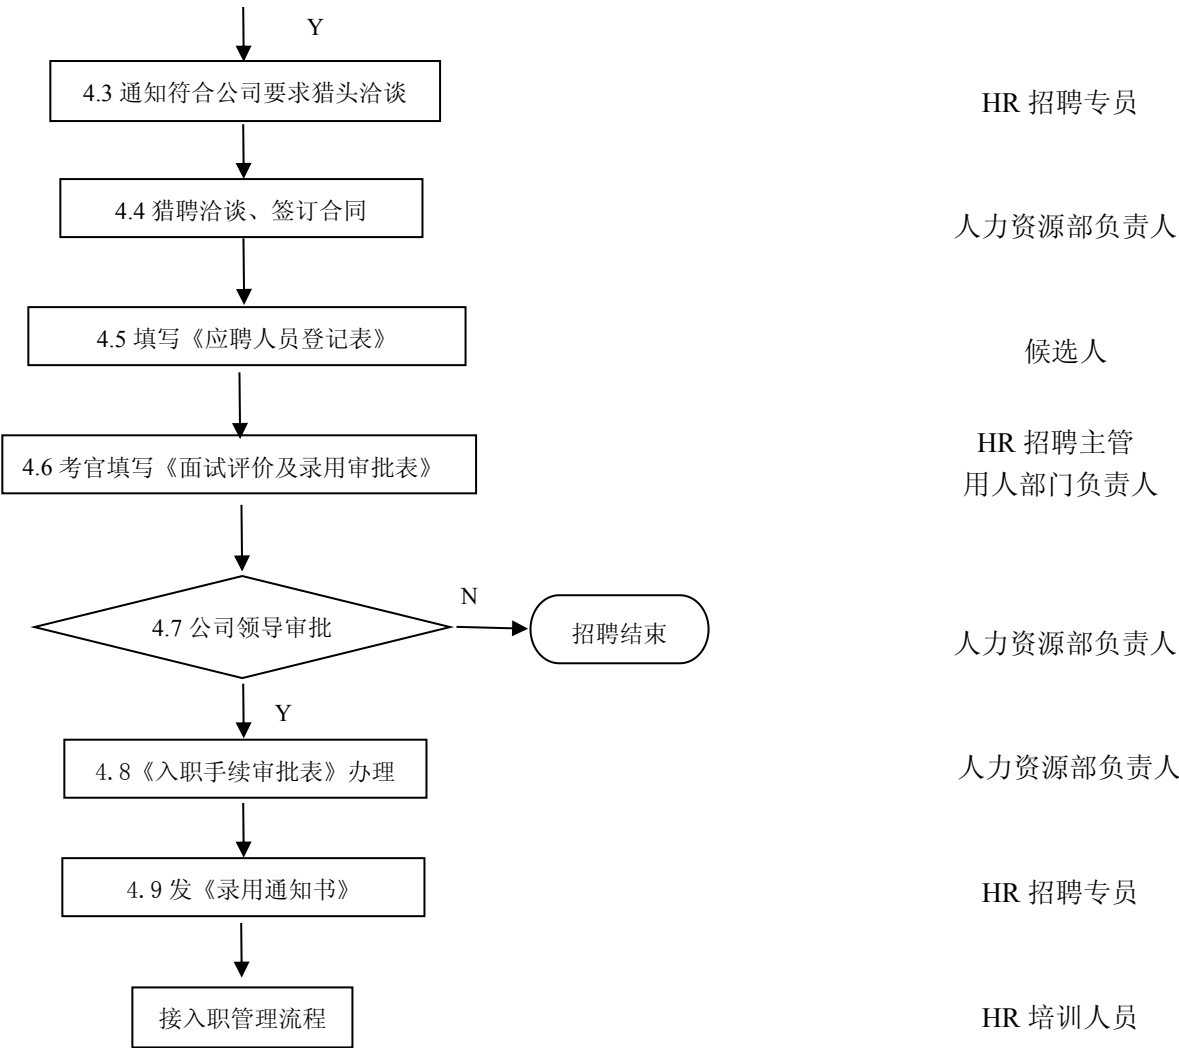 Y
4.3 通知符合公司要求猎头洽谈
HR 招聘专员
4.4 猎聘洽谈、签订合同
人力资源部负责人
4.5 填写《应聘人员登记表》
候选人
4.6 考官填写《面试评价及录用审批表》
HR 招聘主管
用人部门负责人
4.7 公司领导审批
N
招聘结束
人力资源部负责人
Y
4.8《入职手续审批表》办理
人力资源部负责人
4.9 发《录用通知书》
HR 招聘专员
接入职管理流程
HR 培训人员